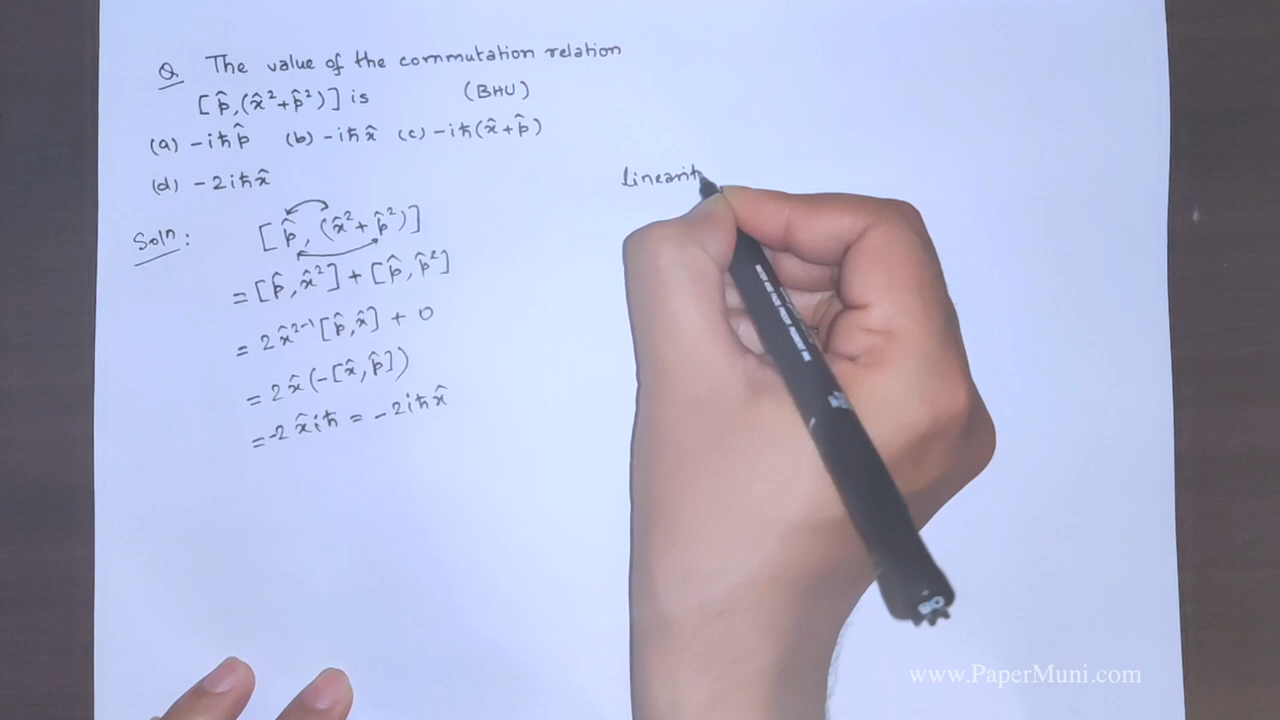 Q The value of the commutation relation
[p̂,(x̂²+p̂²)] is (BHU)
(a) -iħp̂ (b) -iħx̂ (c) -iħ(x̂+p̂)
(d) -2iħx̂
Soln: [p̂, (x̂²+p̂²)]
= [p̂,x̂²] + [p̂,p̂²]
= 2x̂²⁻¹[p̂,x̂] + 0
= 2x̂(-[x̂,p̂])
= -2x̂iħ = -2iħx̂
Linearit
www.PaperMuni.com